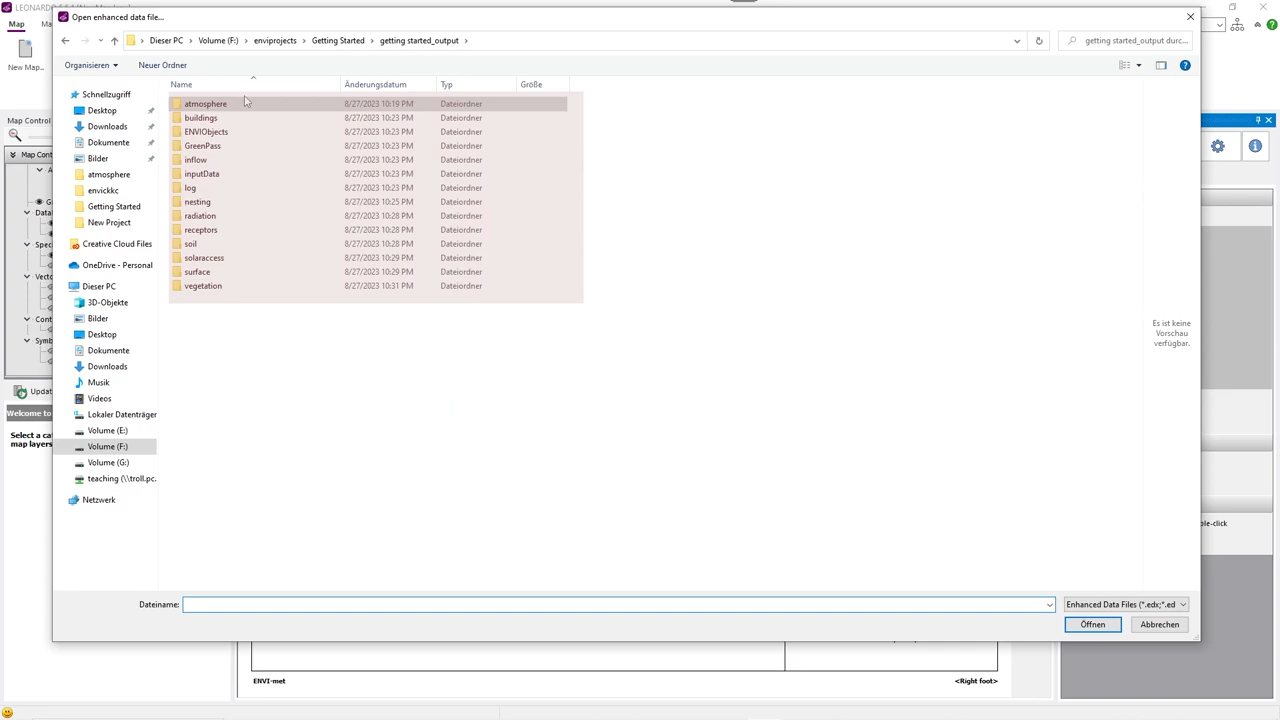 Open enhanced data file...
Map
New Map...
Dieser PC > Volume (F:) > enviprojects > Getting Started > getting started_output
getting started_output durc...
Organisieren
Neuer Ordner
Name Änderungsdatum Typ Größe
atmosphere 8/27/2023 10:19 PM Dateiordner
buildings 8/27/2023 10:23 PM Dateiordner
ENVIObjects 8/27/2023 10:23 PM Dateiordner
GreenPass 8/27/2023 10:23 PM Dateiordner
inflow 8/27/2023 10:23 PM Dateiordner
inputData 8/27/2023 10:23 PM Dateiordner
log 8/27/2023 10:23 PM Dateiordner
nesting 8/27/2023 10:25 PM Dateiordner
radiation 8/27/2023 10:28 PM Dateiordner
receptors 8/27/2023 10:28 PM Dateiordner
soil 8/27/2023 10:28 PM Dateiordner
solaraccess 8/27/2023 10:29 PM Dateiordner
surface 8/27/2023 10:29 PM Dateiordner
vegetation 8/27/2023 10:31 PM Dateiordner
Schnellzugriff
Desktop
Downloads
Dokumente
Bilder
atmosphere
envickkc
Getting Started
New Project
Creative Cloud Files
OneDrive - Personal
Dieser PC
3D-Objekte
Bilder
Desktop
Dokumente
Downloads
Musik
Videos
Lokaler Datenträger
Volume (E:)
Volume (F:)
Volume (G:)
teaching (\\troll.pc.
Netzwerk
Es ist keine
Vorschau
verfügbar.
Dateiname:
Enhanced Data Files (*.edx;*.ed
Öffnen
Abbrechen
Map Control
Map Cont
Data
Spec
Vecto
Cont
Symb
Updat
Welcome to
Select a ca
map layers
ole-click
ENVI-met
<Right foot>